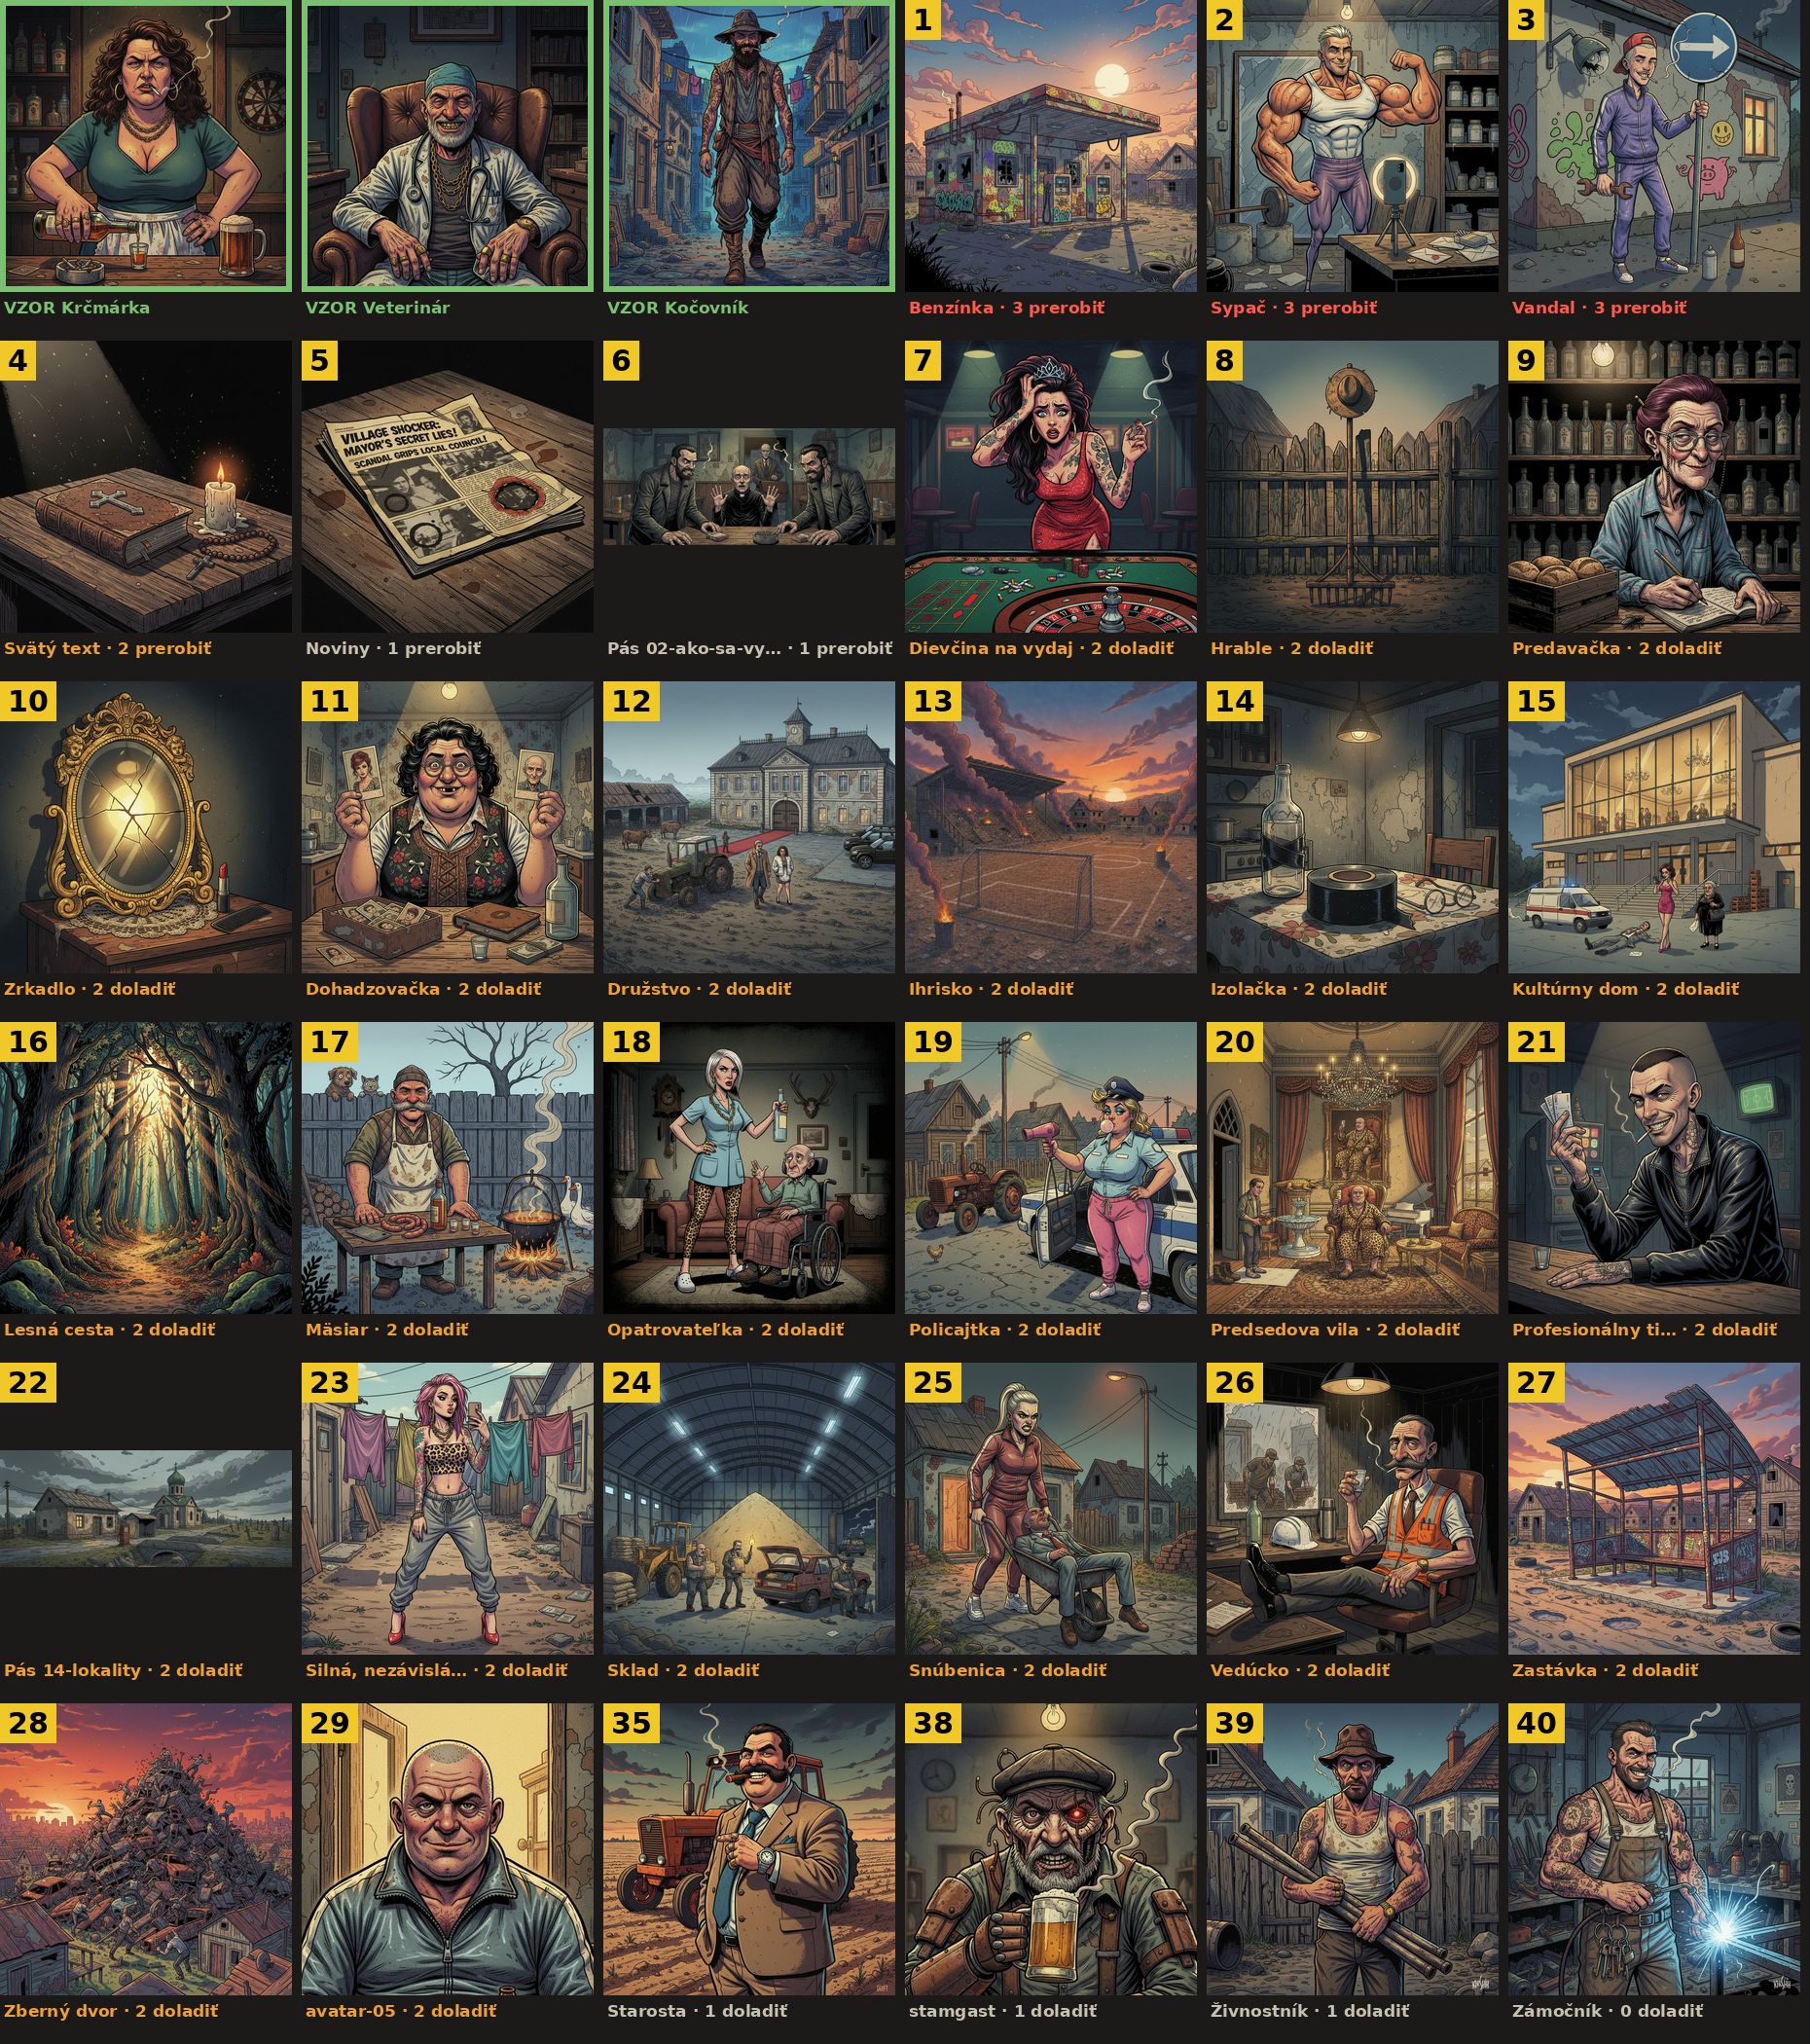 1
2
3
VZOR Krčmárka
VZOR Veterinár
VZOR Kočovník
Benzínka · 3 prerobiť
Sypač · 3 prerobiť
Vandal · 3 prerobiť
4
5
6
7
8
9
VILLAGE SHOCKER:
MAYOR'S SECRET LIES!
SCANDAL GRIPS LOCAL COUNCIL!
Svätý text · 2 prerobiť
Noviny · 1 prerobiť
Pás 02-ako-sa-vy... · 1 prerobiť
Dievčina na vydaj · 2 doladiť
Hrable · 2 doladiť
Predavačka · 2 doladiť
10
11
12
13
14
15
Zrkadlo · 2 doladiť
Dohadzovačka · 2 doladiť
Družstvo · 2 doladiť
Ihrisko · 2 doladiť
Izolačka · 2 doladiť
Kultúrny dom · 2 doladiť
16
17
18
19
20
21
Lesná cesta · 2 doladiť
Mäsiar · 2 doladiť
Opatrovateľka · 2 doladiť
Policajtka · 2 doladiť
Predsedova vila · 2 doladiť
Profesionálny ti... · 2 doladiť
22
23
24
25
26
27
Pás 14-lokality · 2 doladiť
Silná, nezávislá... · 2 doladiť
Sklad · 2 doladiť
Snúbenica · 2 doladiť
Vedúcko · 2 doladiť
Zastávka · 2 doladiť
28
29
35
38
39
40
Zberný dvor · 2 doladiť
avatar-05 · 2 doladiť
Starosta · 1 doladiť
stamgast · 1 doladiť
Živnostník · 1 doladiť
Zámočník · 0 doladiť